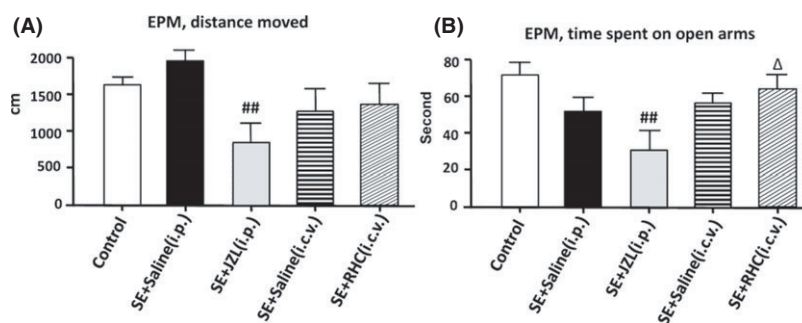 (A)
EPM, distance moved
2000
1500
1000
500
0
cm
##
Control
SE+Saline(i.p.)
SE+JZL(i.p.)
SE+Saline(i.c.v.)
SE+RHC(i.c.v.)
(B)
EPM, time spent on open arms
80
60
40
20
0
Second
##
Δ
Control
SE+Saline(i.p.)
SE+JZL(i.p.)
SE+Saline(i.c.v.)
SE+RHC(i.c.v.)